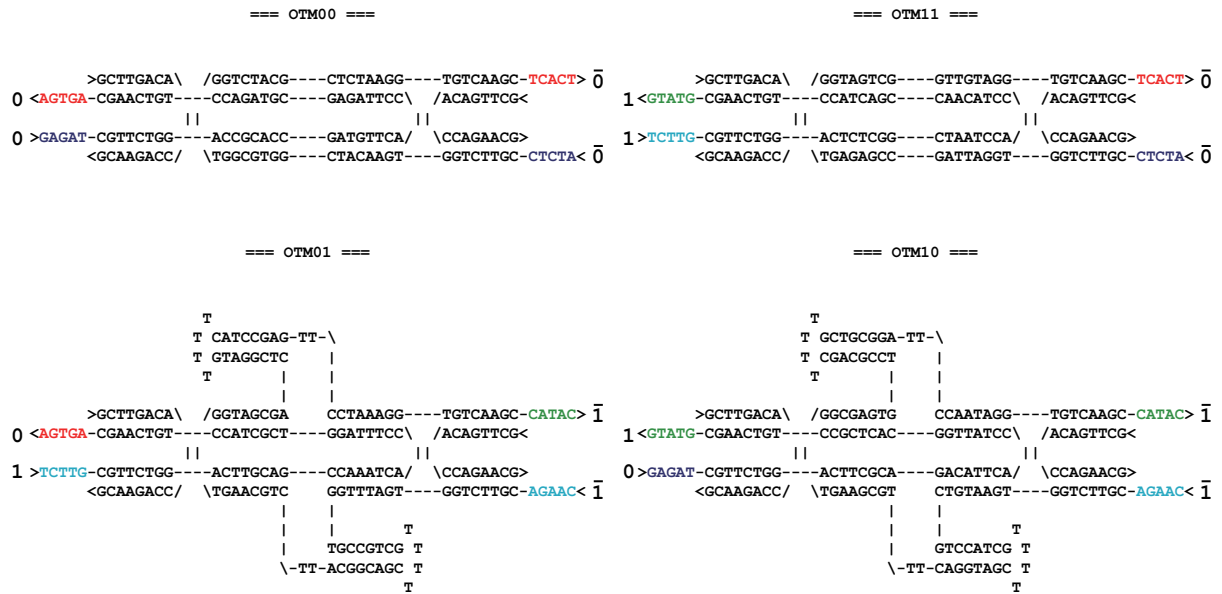 === OTM00 === === OTM11 ===
>GCTTGACA\ /GGTCTACG----CTCTAAGG----TGTCAAGC-TCACT> 0̅ >GCTTGACA\ /GGTAGTCG----GTTGTAGG----TGTCAAGC-TCACT> 0̅
0 <AGTGA-CGAACTGT----CCAGATGC----GAGATTCC\ /ACAGTTCG< 1 <GTATG-CGAACTGT----CCATCAGC----CAACATCC\ /ACAGTTCG<
|| || || ||
0 >GAGAT-CGTTCTGG----ACCGCACC----GATGTTCA/ \CCAGAACG> 1 >TCTTG-CGTTCTGG----ACTCTCGG----CTAATCCA/ \CCAGAACG>
<GCAAGACC/ \TGGCGTGG----CTACAAGT----GGTCTTGC-CTCTA< 0̅ <GCAAGACC/ \TGAGAGCC----GATTAGGT----GGTCTTGC-CTCTA< 0̅
=== OTM01 === === OTM10 ===
T T
T CATCCGAG-TT-\ T GCTGCGGA-TT-\
T GTAGGCTC | T CGACGCCT |
T | | T | |
>GCTTGACA\ /GGTAGCGA CCTAAAGG----TGTCAAGC-CATAC> 1̅ >GCTTGACA\ /GGCGAGTG CCAATAGG----TGTCAAGC-CATAC> 1̅
0 <AGTGA-CGAACTGT----CCATCGCT----GGATTTCC\ /ACAGTTCG< 1 <GTATG-CGAACTGT----CCGCTCAC----GGTTATCC\ /ACAGTTCG<
|| || || ||
1 >TCTTG-CGTTCTGG----ACTTGCAG----CCAAATCA/ \CCAGAACG> 0 >GAGAT-CGTTCTGG----ACTTCGCA----GACATTCA/ \CCAGAACG>
<GCAAGACC/ \TGAACGTC GGTTTAGT----GGTCTTGC-AGAAC< 1̅ <GCAAGACC/ \TGAAGCGT CTGTAAGT----GGTCTTGC-AGAAC< 1̅
| | T | | T
| TGCCGTCG T | GTCCATCG T
\-TT-ACGGCAGC T \-TT-CAGGTAGC T
T T